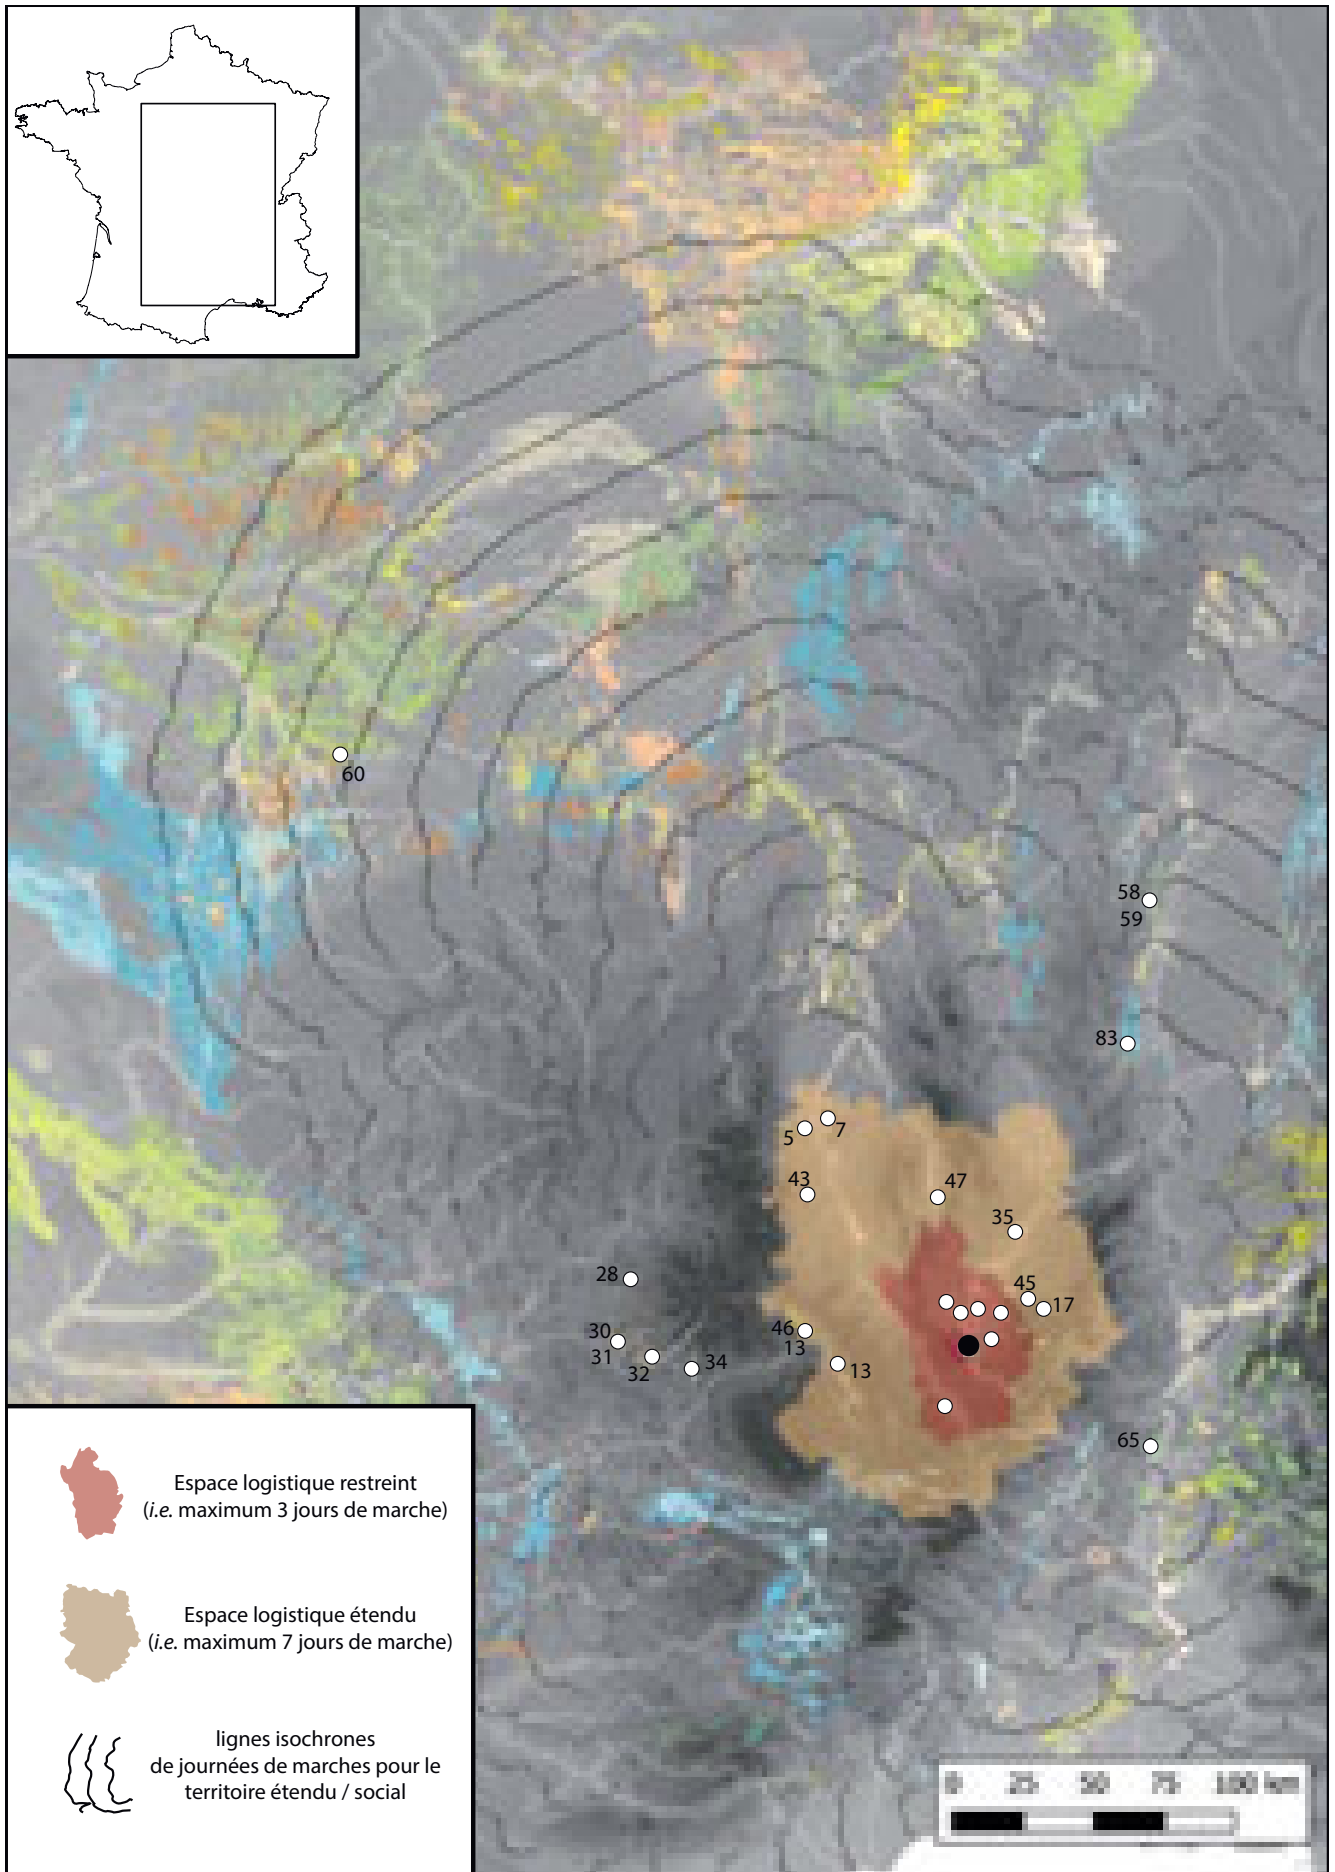 60
58
59
83
5
7
43
47
35
28
45
17
30
31
46
13
32
34
13
65
Espace logistique restreint
(i.e. maximum 3 jours de marche)
Espace logistique étendu
(i.e. maximum 7 jours de marche)
lignes isochrones
de journées de marches pour le
territoire étendu / social
0 25 50 75 100 km